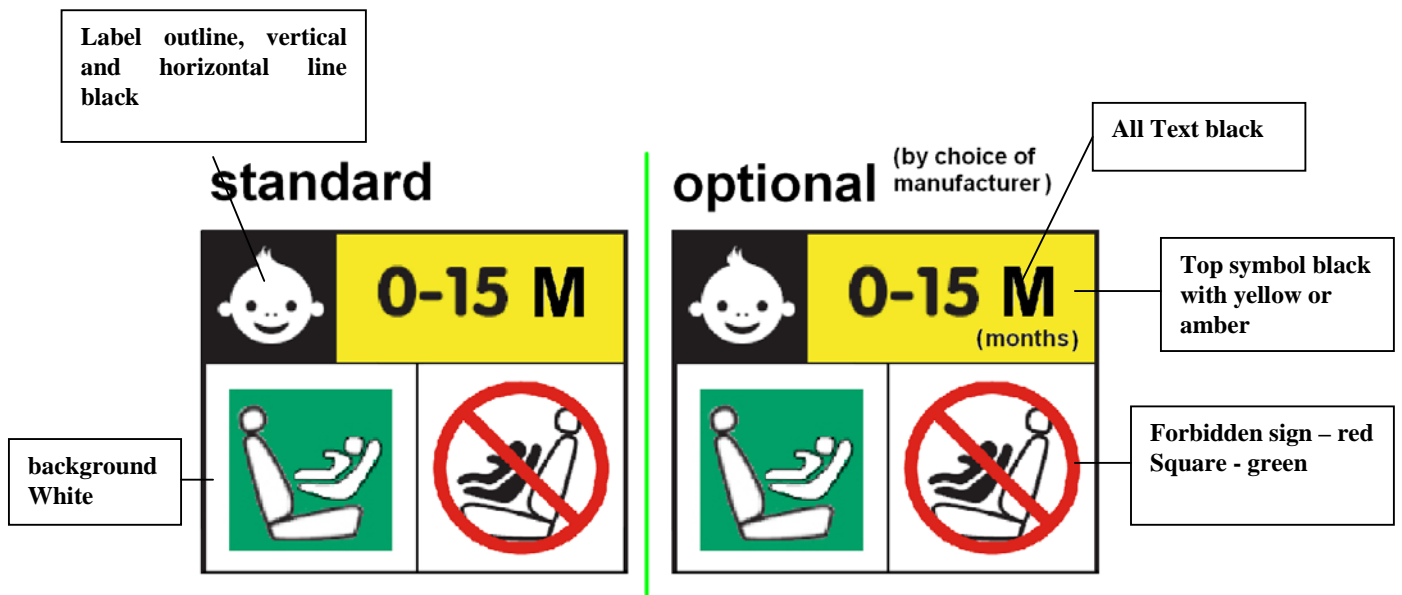 Label outline, vertical
and horizontal line
black
standard
0-15 M
background
White
optional
(by choice of
manufacturer)
0-15 M
(months)
All Text black
Top symbol black
with yellow or
amber
Forbidden sign – red
Square - green